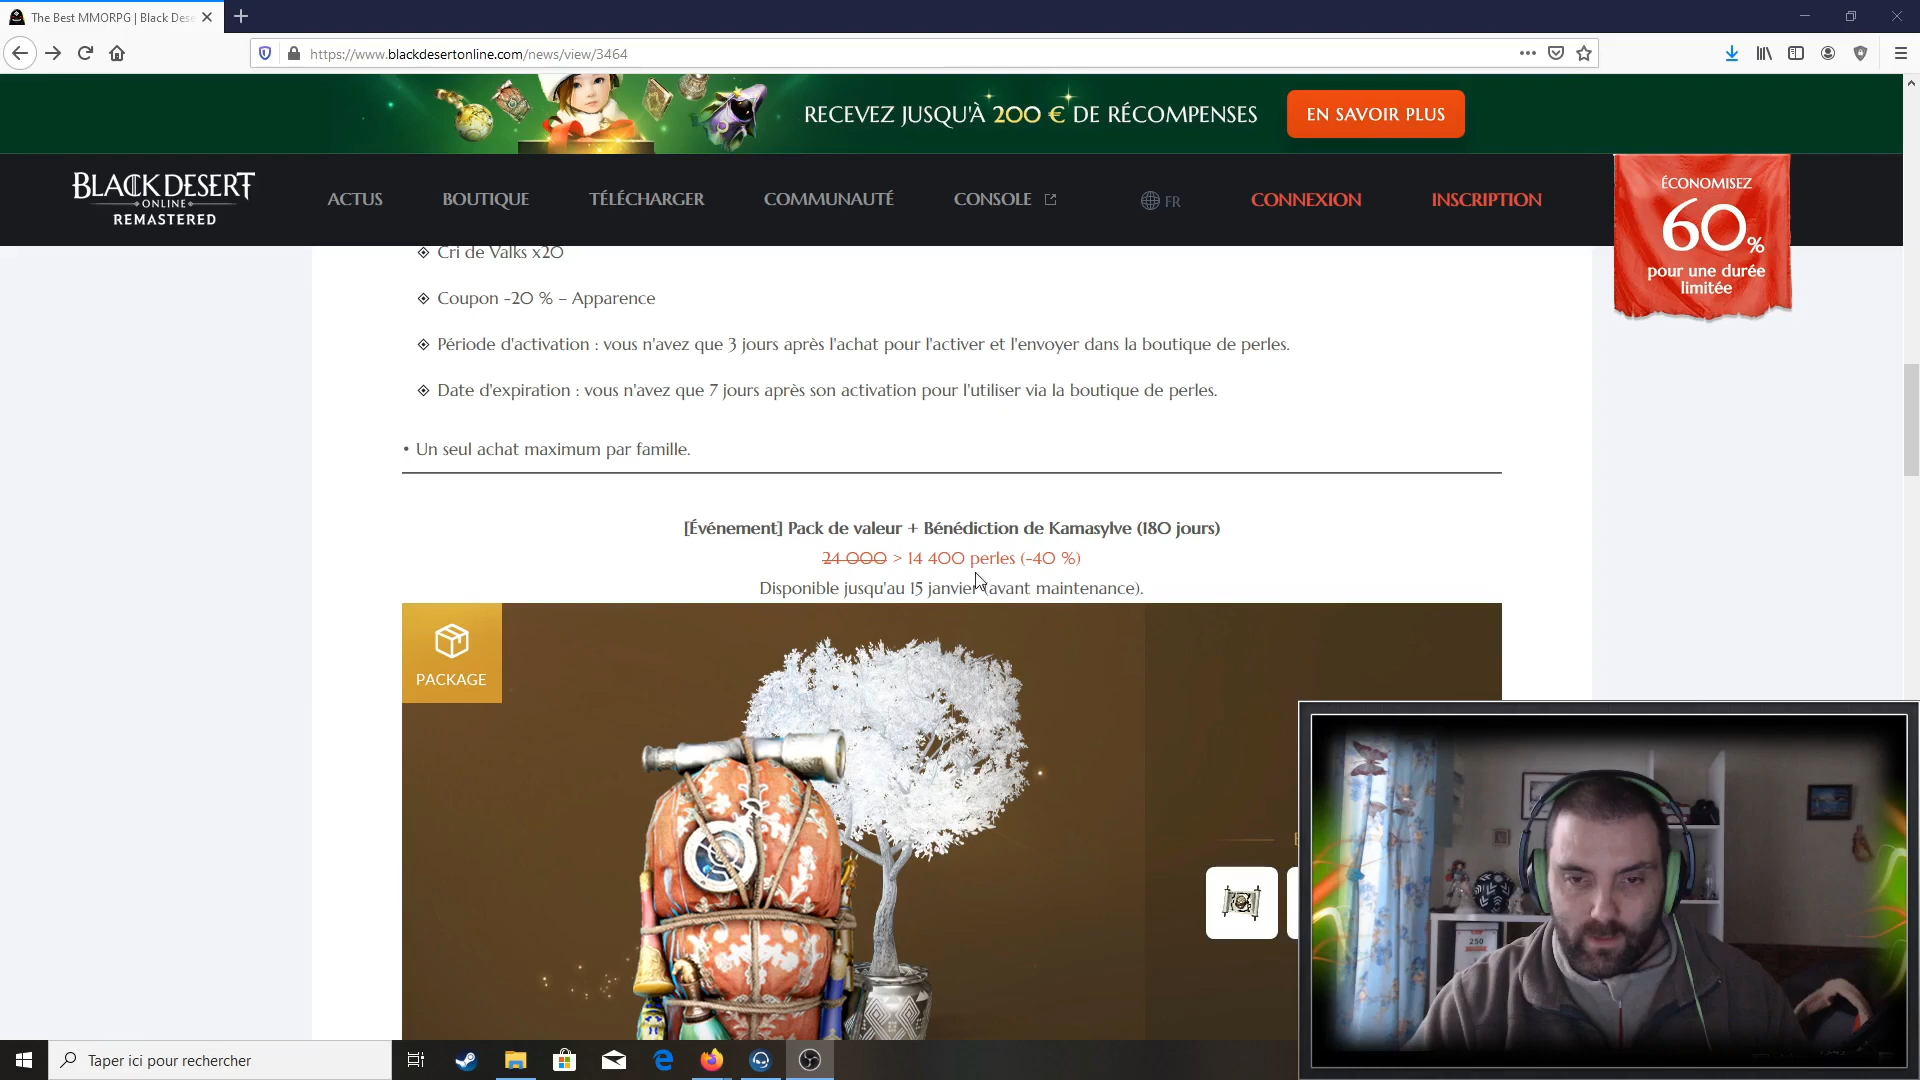 The Best MMORPG | Black Dese
https://www.blackdesertonline.com/news/view/3464
RECEVEZ JUSQU'À 200 € DE RÉCOMPENSES
EN SAVOIR PLUS
BLACK DESERT
ONLINE
REMASTERED
ACTUS
BOUTIQUE
TÉLÉCHARGER
COMMUNAUTÉ
CONSOLE
FR
CONNEXION
INSCRIPTION
ÉCONOMISEZ
60%
pour une durée
limitée
Cri de Valks x20
Coupon -20 % – Apparence
Période d'activation : vous n'avez que 3 jours après l'achat pour l'activer et l'envoyer dans la boutique de perles.
Date d'expiration : vous n'avez que 7 jours après son activation pour l'utiliser via la boutique de perles.
• Un seul achat maximum par famille.
[Événement] Pack de valeur + Bénédiction de Kamasylve (180 jours)
24 000 > 14 400 perles (-40 %)
Disponible jusqu'au 15 janvier (avant maintenance).
PACKAGE
250
Taper ici pour rechercher